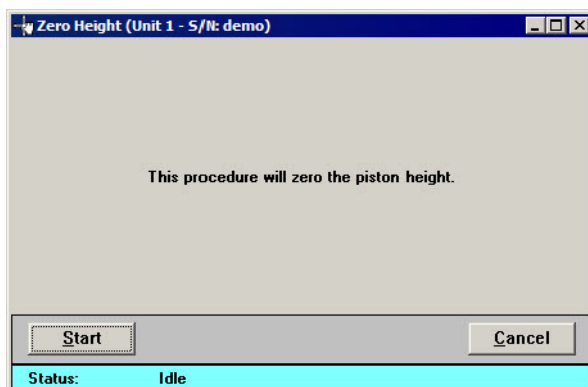 Zero Height (Unit 1 - S/N: demo)
This procedure will zero the piston height.
Start
Cancel
Status: Idle